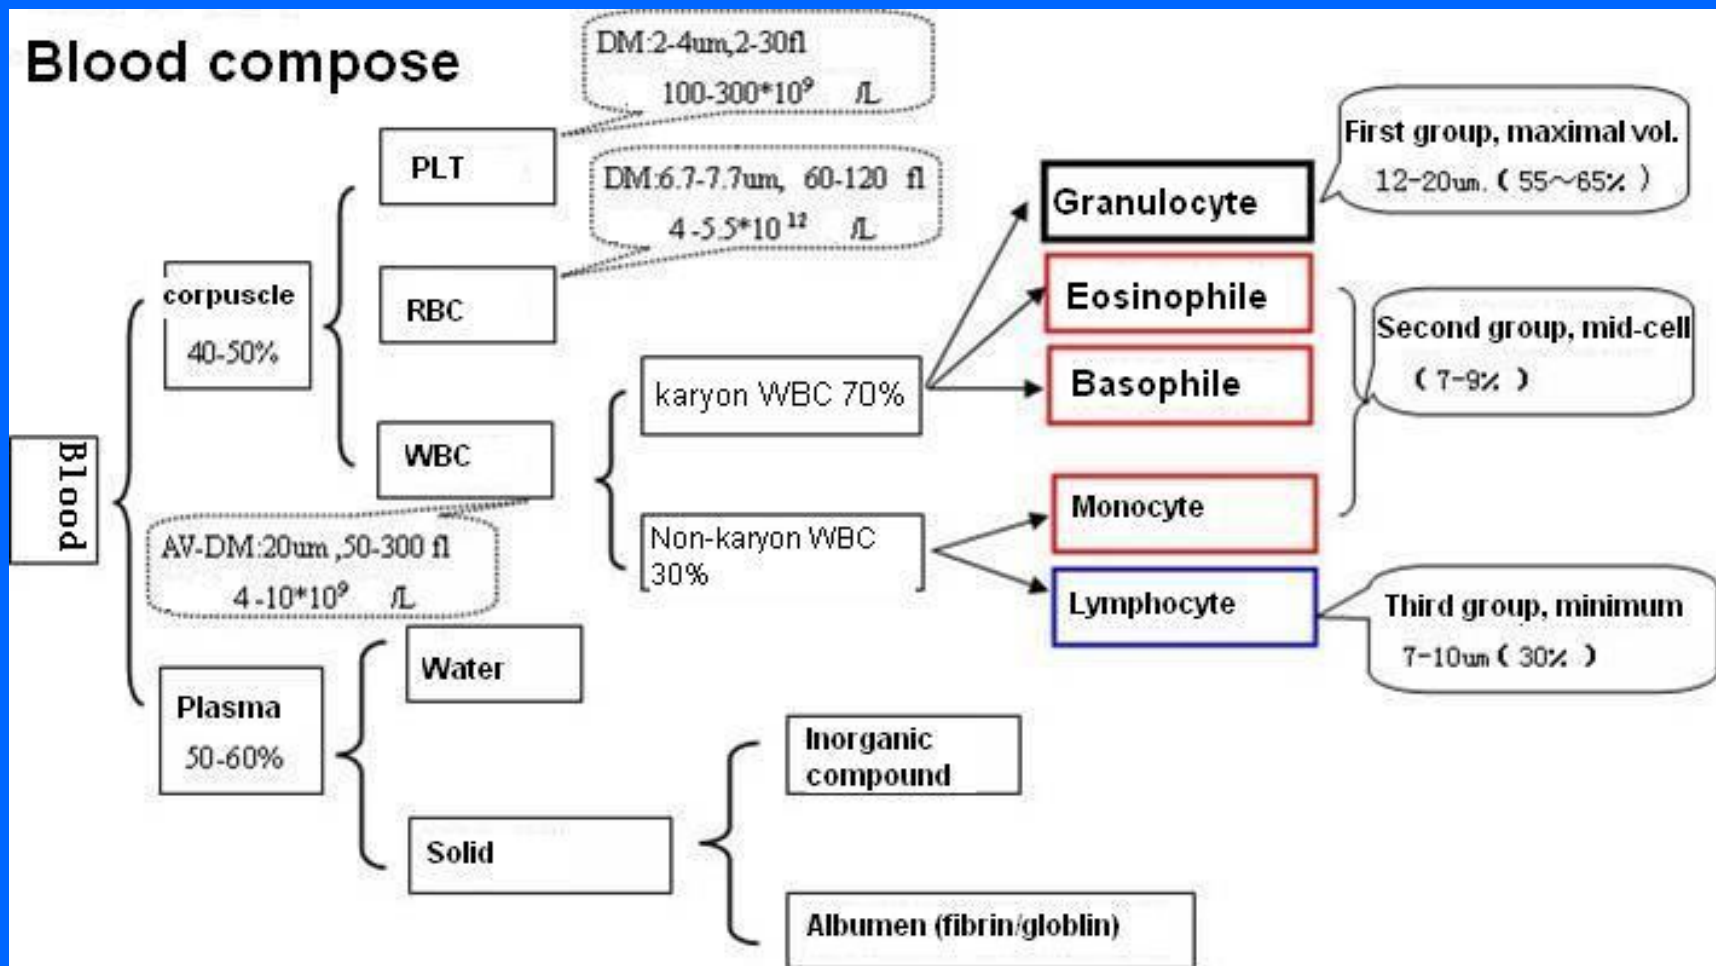 Blood compose
DM:2-4um,2-30fl
100-300*10⁹ /L
PLT
DM:6.7-7.7um, 60-120 fl
4-5.5*10¹² /L
RBC
corpuscle
40-50%
WBC
AV-DM:20um ,50-300 fl
4-10*10⁹ /L
Blood
karyon WBC 70%
Non-karyon WBC
30%
Granulocyte
Eosinophile
Basophile
Monocyte
Lymphocyte
First group, maximal vol.
12-20um. ( 55~65% )
Second group, mid-cell
( 7-9% )
Third group, minimum
7-10um ( 30% )
Plasma
50-60%
Water
Solid
Inorganic
compound
Albumen (fibrin/globlin)